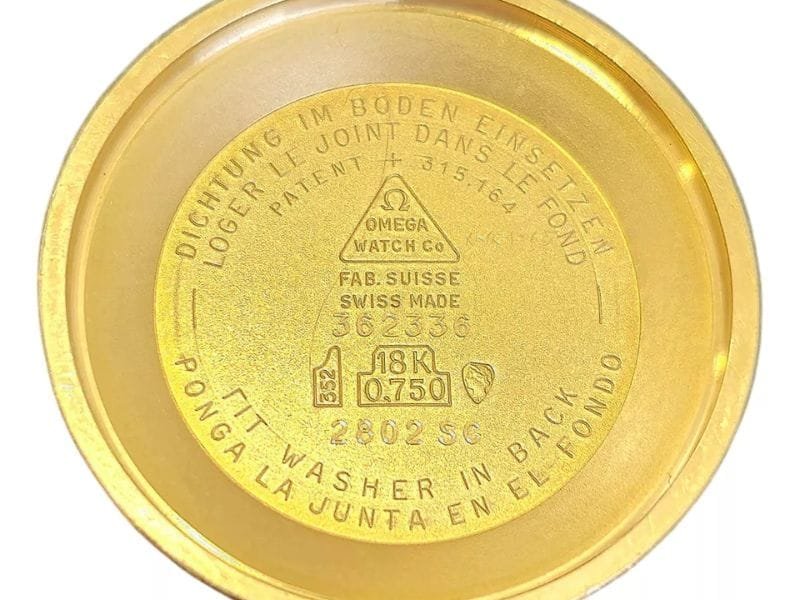 DICHTUNG IM BODEN EINSETZEN
LOGER LE JOINT DANS LE FOND
PATENT + 315.164
Ω
OMEGA
WATCH Co
FAB. SUISSE
SWISS MADE
362336
352
18K
0,750
2802 SC
FIT WASHER IN BACK
PONGA LA JUNTA EN EL FONDO